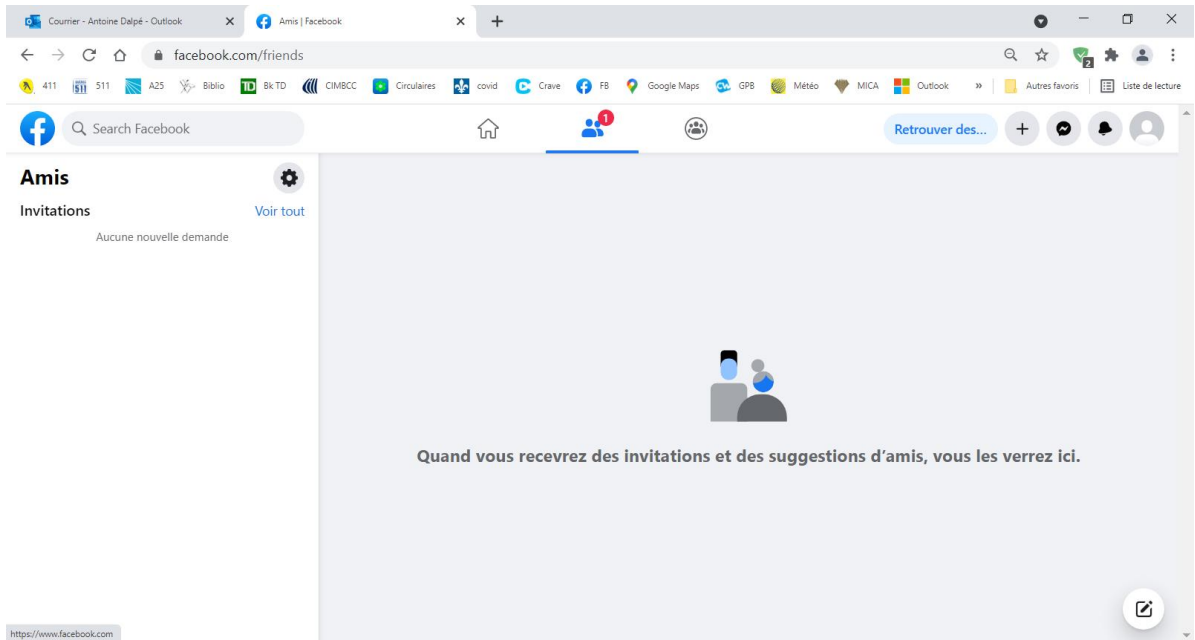 Courrier - Antoine Dalpé - Outlook
Amis | Facebook
facebook.com/friends
2
411 511 A25 Biblio Bk TD CIMBCC Circulaires covid Crave FB Google Maps GPB Météo MICA Outlook » Autres favoris Liste de lecture
Search Facebook
1
Retrouver des...
Amis
Invitations
Voir tout
Aucune nouvelle demande
Quand vous recevrez des invitations et des suggestions d'amis, vous les verrez ici.
https://www.facebook.com